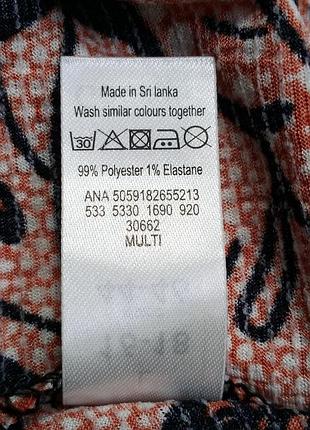 Made in Sri lanka
Wash similar colours together
30
99% Polyester 1% Elastane
ANA 5059182655213
533 5330 1690 920
30662
MULTI